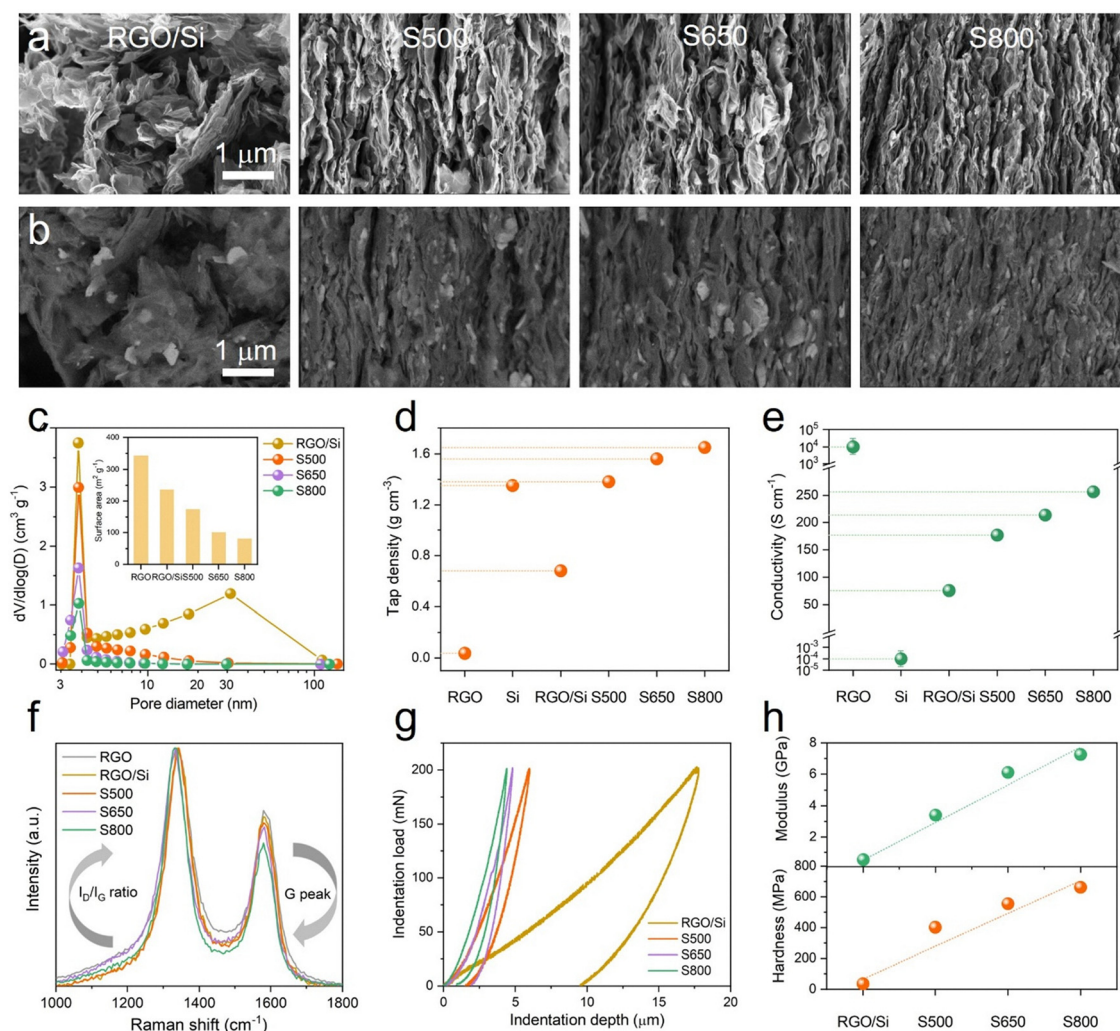 a
RGO/Si
S500
S650
S800
1 μm
b
1 μm
c
dV/dlog(D) (cm³ g⁻¹)
4
3
2
1
0
3
10
30
100
Pore diameter (nm)
RGO/Si
S500
S650
S800
Surface area (m² g⁻¹)
400
300
200
100
0
RGO RGO/Si S500 S650 S800
d
Tap density (g cm⁻³)
1.6
1.2
0.8
0.4
0.0
RGO Si RGO/Si S500 S650 S800
e
Conductivity (S cm⁻¹)
10⁵
10⁴
10³
250
200
150
100
50
10⁻³
10⁻⁴
10⁻⁵
RGO Si RGO/Si S500 S650 S800
f
Intensity (a.u.)
RGO
RGO/Si
S500
S650
S800
I_D/I_G ratio
G peak
1000 1200 1400 1600 1800
Raman shift (cm⁻¹)
g
Indentation load (mN)
200
150
100
50
0
RGO/Si
S500
S650
S800
0 5 10 15 20
Indentation depth (μm)
h
Modulus (GPa)
8
6
4
2
Hardness (MPa)
800
600
400
200
0
RGO/Si S500 S650 S800